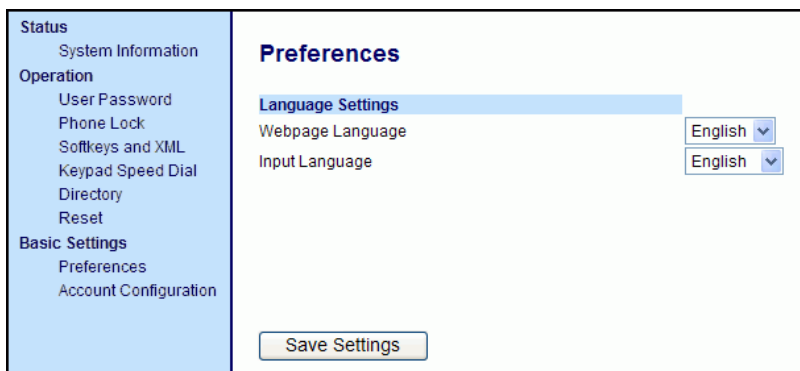 Status
System Information
Operation
User Password
Phone Lock
Softkeys and XML
Keypad Speed Dial
Directory
Reset
Basic Settings
Preferences
Account Configuration
Preferences
Language Settings
Webpage Language English
Input Language English
Save Settings